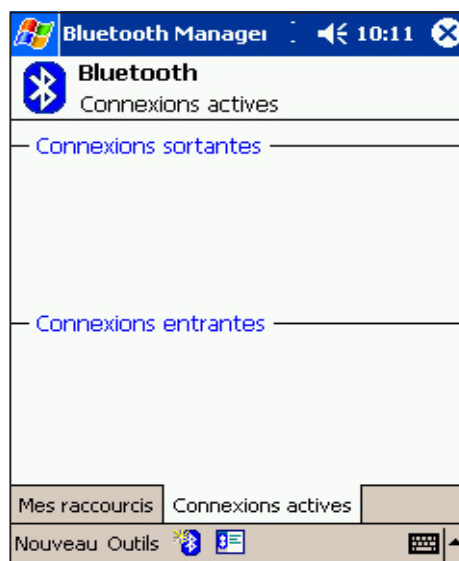 Bluetooth Manager 10:11
Bluetooth
Connexions actives
Connexions sortantes
Connexions entrantes
Mes raccourcis Connexions actives
Nouveau Outils